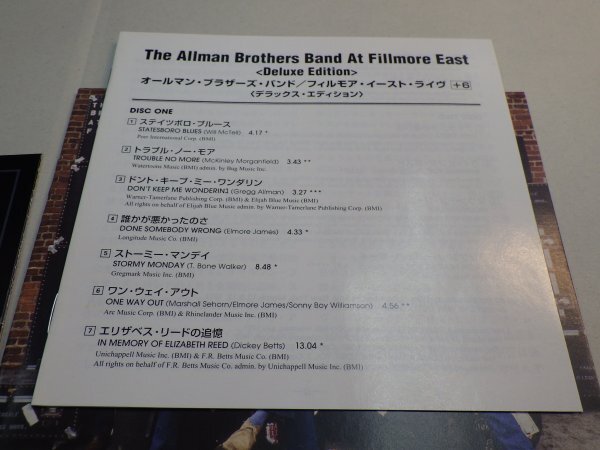 The Allman Brothers Band At Fillmore East
<Deluxe Edition>
オールマン・ブラザーズ・バンド／フィルモア・イースト・ライヴ +6
〈デラックス・エディション〉
DISC ONE
1 ステイツボロ・ブルース
STATESBORO BLUES (Will McTell) 4.17 *
Peer International Corp. (BMI)
2 トラブル・ノー・モア
TROUBLE NO MORE (McKinley Morganfield) 3.43 **
Watertoons Music (BMI) admin. by Bug Music Inc.
3 ドント・キープ・ミー・ワンダリン
DON'T KEEP ME WONDERIN' (Gregg Allman) 3.27 ***
Warner-Tamerlane Publishing Corp. (BMI) & Elijah Blue Music (BMI)
All rights on behalf of Elijah Blue Music admin. by Warner-Tamerlane Publishing Corp. (BMI)
4 誰かが悪かったのさ
DONE SOMEBODY WRONG (Elmore James) 4.33 *
Longitude Music Co. (BMI)
5 ストーミー・マンデイ
STORMY MONDAY (T. Bone Walker) 8.48 *
Gregmark Music Inc. (BMI)
6 ワン・ウェイ・アウト
ONE WAY OUT (Marshall Sehorn/Elmore James/Sonny Boy Williamson) 4.56 **
Arc Music Corp. (BMI) & Rhinelander Music Inc. (BMI)
7 エリザベス・リードの追憶
IN MEMORY OF ELIZABETH REED (Dickey Betts) 13.04 *
Unichappell Music Inc. (BMI) & F.R. Betts Music Co. (BMI)
All rights on behalf of F.R. Betts Music Co. admin. by Unichappell Music Inc. (BMI)